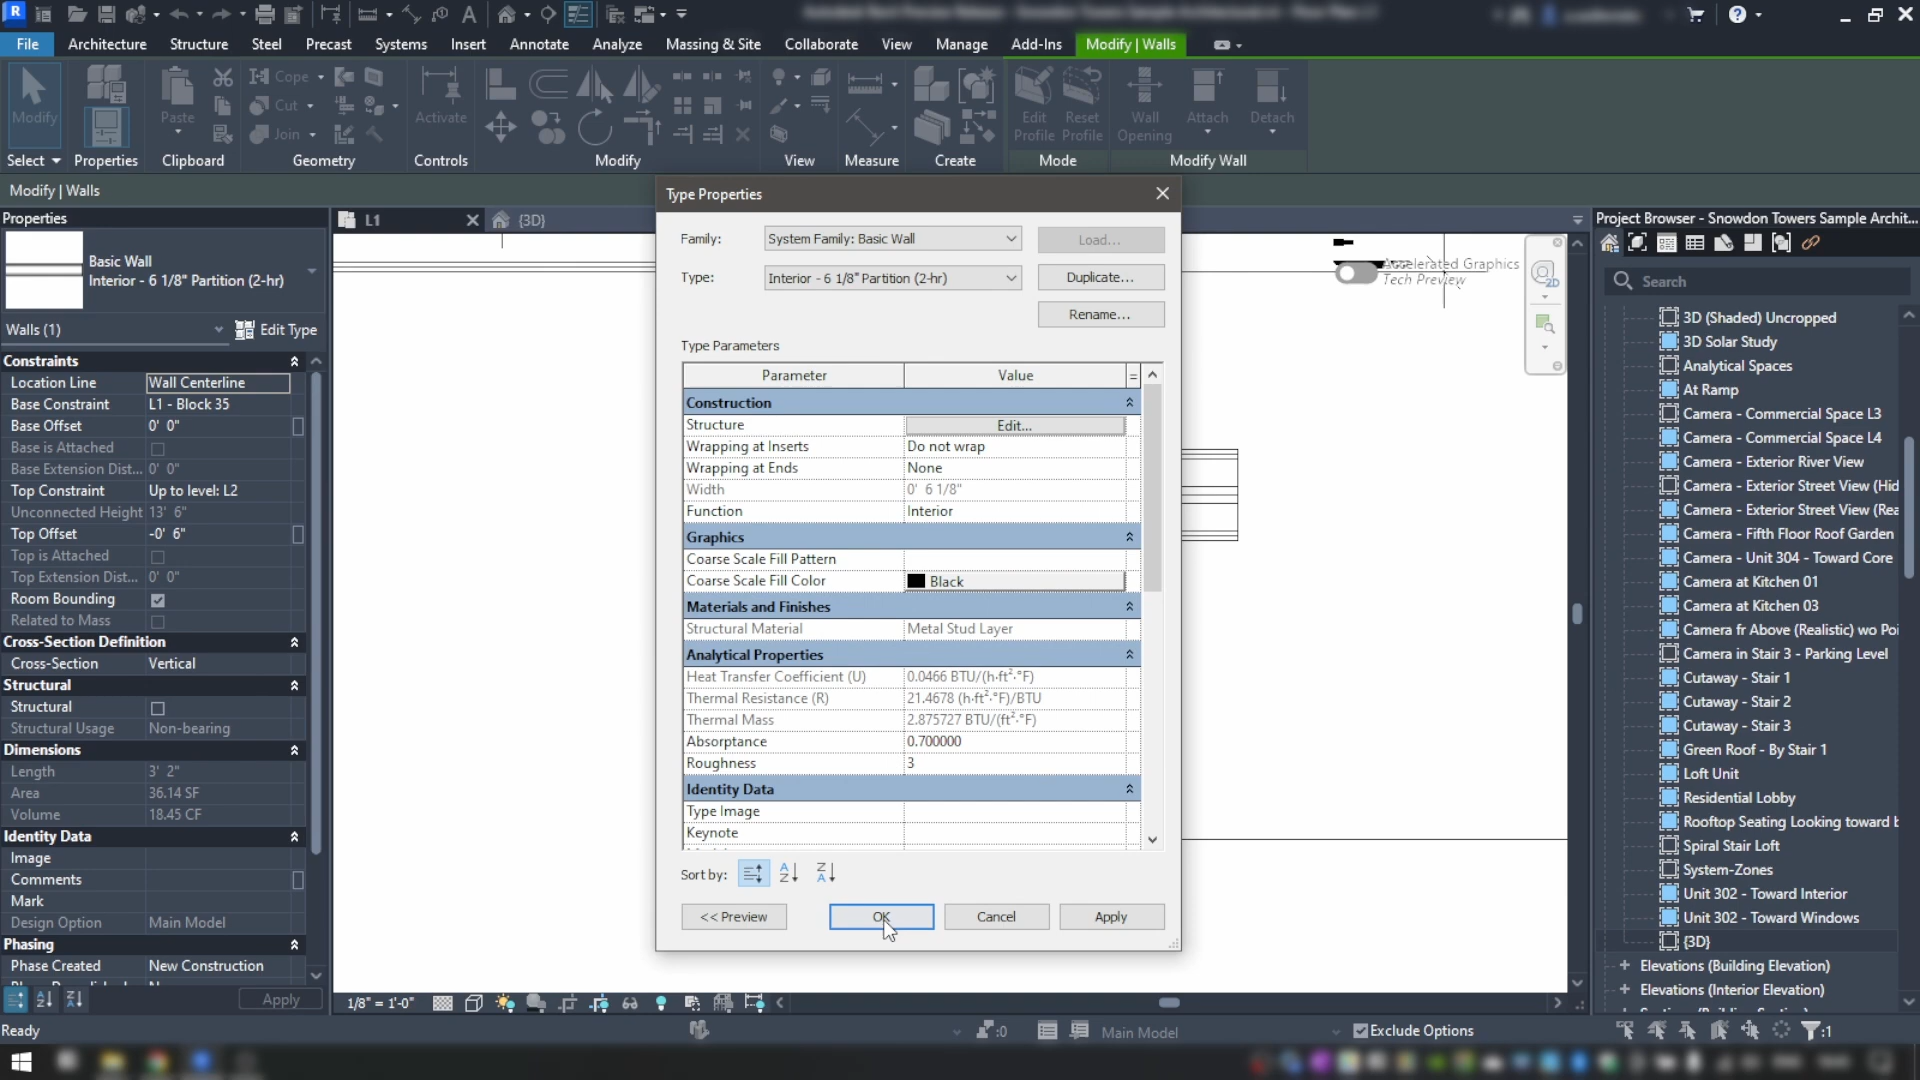 File Architecture Structure Steel Precast Systems Insert Annotate Analyze Massing & Site Collaborate View Manage Add-Ins Modify | Walls
Modify
Cope
Cut
Join
Paste
Activate
Edit Profile
Reset Profile
Wall Opening
Attach
Detach
Select Properties Clipboard Geometry Controls Modify View Measure Create Mode Modify Wall
Modify | Walls
Properties
Basic Wall
Interior - 6 1/8" Partition (2-hr)
Walls (1) Edit Type
Constraints
Location Line Wall Centerline
Base Constraint L1 - Block 35
Base Offset 0' 0"
Base is Attached
Base Extension Dist... 0' 0"
Top Constraint Up to level: L2
Unconnected Height 13' 6"
Top Offset -0' 6"
Top is Attached
Top Extension Dist... 0' 0"
Room Bounding
Related to Mass
Cross-Section Definition
Cross-Section Vertical
Structural
Structural
Structural Usage Non-bearing
Dimensions
Length 3' 2"
Area 36.14 SF
Volume 18.45 CF
Identity Data
Image
Comments
Mark
Design Option Main Model
Phasing
Phase Created New Construction
Apply
L1
{3D}
Type Properties
Family: System Family: Basic Wall Load...
Type: Interior - 6 1/8" Partition (2-hr) Duplicate...
Rename...
Type Parameters
Parameter Value =
Construction
Structure Edit...
Wrapping at Inserts Do not wrap
Wrapping at Ends None
Width 0' 6 1/8"
Function Interior
Graphics
Coarse Scale Fill Pattern
Coarse Scale Fill Color Black
Materials and Finishes
Structural Material Metal Stud Layer
Analytical Properties
Heat Transfer Coefficient (U) 0.0466 BTU/(h·ft²·°F)
Thermal Resistance (R) 21.4678 (h·ft²·°F)/BTU
Thermal Mass 2.875727 BTU/(ft²·°F)
Absorptance 0.700000
Roughness 3
Identity Data
Type Image
Keynote
Sort by:
<< Preview OK Cancel Apply
Accelerated Graphics
Tech Preview
2D
Project Browser - Snowdon Towers Sample Archit...
Search
3D (Shaded) Uncropped
3D Solar Study
Analytical Spaces
At Ramp
Camera - Commercial Space L3
Camera - Commercial Space L4
Camera - Exterior River View
Camera - Exterior Street View (Hid
Camera - Exterior Street View (Rea
Camera - Fifth Floor Roof Garden
Camera - Unit 304 - Toward Core
Camera at Kitchen 01
Camera at Kitchen 03
Camera fr Above (Realistic) wo Poi
Camera in Stair 3 - Parking Level
Cutaway - Stair 1
Cutaway - Stair 2
Cutaway - Stair 3
Green Roof - By Stair 1
Loft Unit
Residential Lobby
Rooftop Seating Looking toward
Spiral Stair Loft
System-Zones
Unit 302 - Toward Interior
Unit 302 - Toward Windows
{3D}
Elevations (Building Elevation)
Elevations (Interior Elevation)
1/8" = 1'-0"
Ready
:0
Main Model
Exclude Options
:1